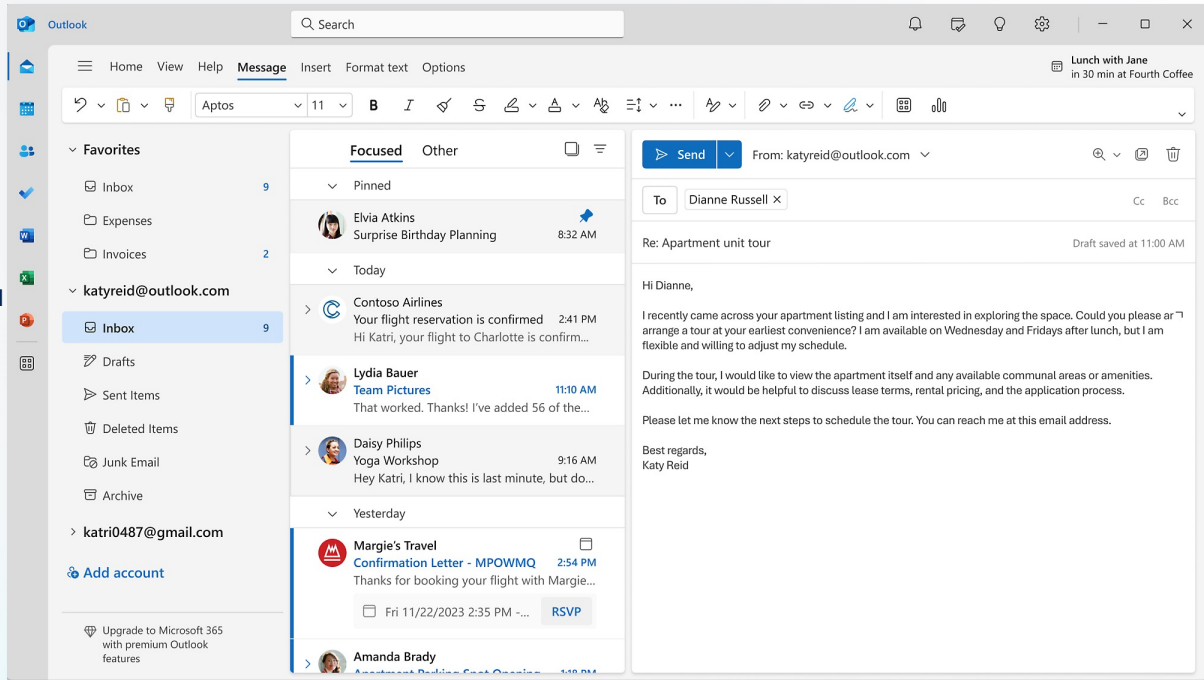 Outlook
Search
Home View Help Message Insert Format text Options
Lunch with Jane
in 30 min at Fourth Coffee
Aptos 11 B I S A
Favorites
Inbox 9
Expenses
Invoices 2
katyreid@outlook.com
Inbox 9
Drafts
Sent Items
Deleted Items
Junk Email
Archive
katri0487@gmail.com
Add account
Upgrade to Microsoft 365
with premium Outlook
features
Focused Other
Pinned
Elvia Atkins
Surprise Birthday Planning 8:32 AM
Today
Contoso Airlines
Your flight reservation is confirmed 2:41 PM
Hi Katri, your flight to Charlotte is confirm...
Lydia Bauer
Team Pictures 11:10 AM
That worked. Thanks! I've added 56 of the...
Daisy Philips
Yoga Workshop 9:16 AM
Hey Katri, I know this is last minute, but do...
Yesterday
Margie's Travel
Confirmation Letter - MPOWMQ 2:54 PM
Thanks for booking your flight with Margie...
Fri 11/22/2023 2:35 PM -... RSVP
Amanda Brady
Apartment Parking Spot Opening 1:18 PM
Send From: katyreid@outlook.com
To Dianne Russell Cc Bcc
Re: Apartment unit tour Draft saved at 11:00 AM
Hi Dianne,
I recently came across your apartment listing and I am interested in exploring the space. Could you please ar
arrange a tour at your earliest convenience? I am available on Wednesday and Fridays after lunch, but I am
flexible and willing to adjust my schedule.
During the tour, I would like to view the apartment itself and any available communal areas or amenities.
Additionally, it would be helpful to discuss lease terms, rental pricing, and the application process.
Please let me know the next steps to schedule the tour. You can reach me at this email address.
Best regards,
Katy Reid